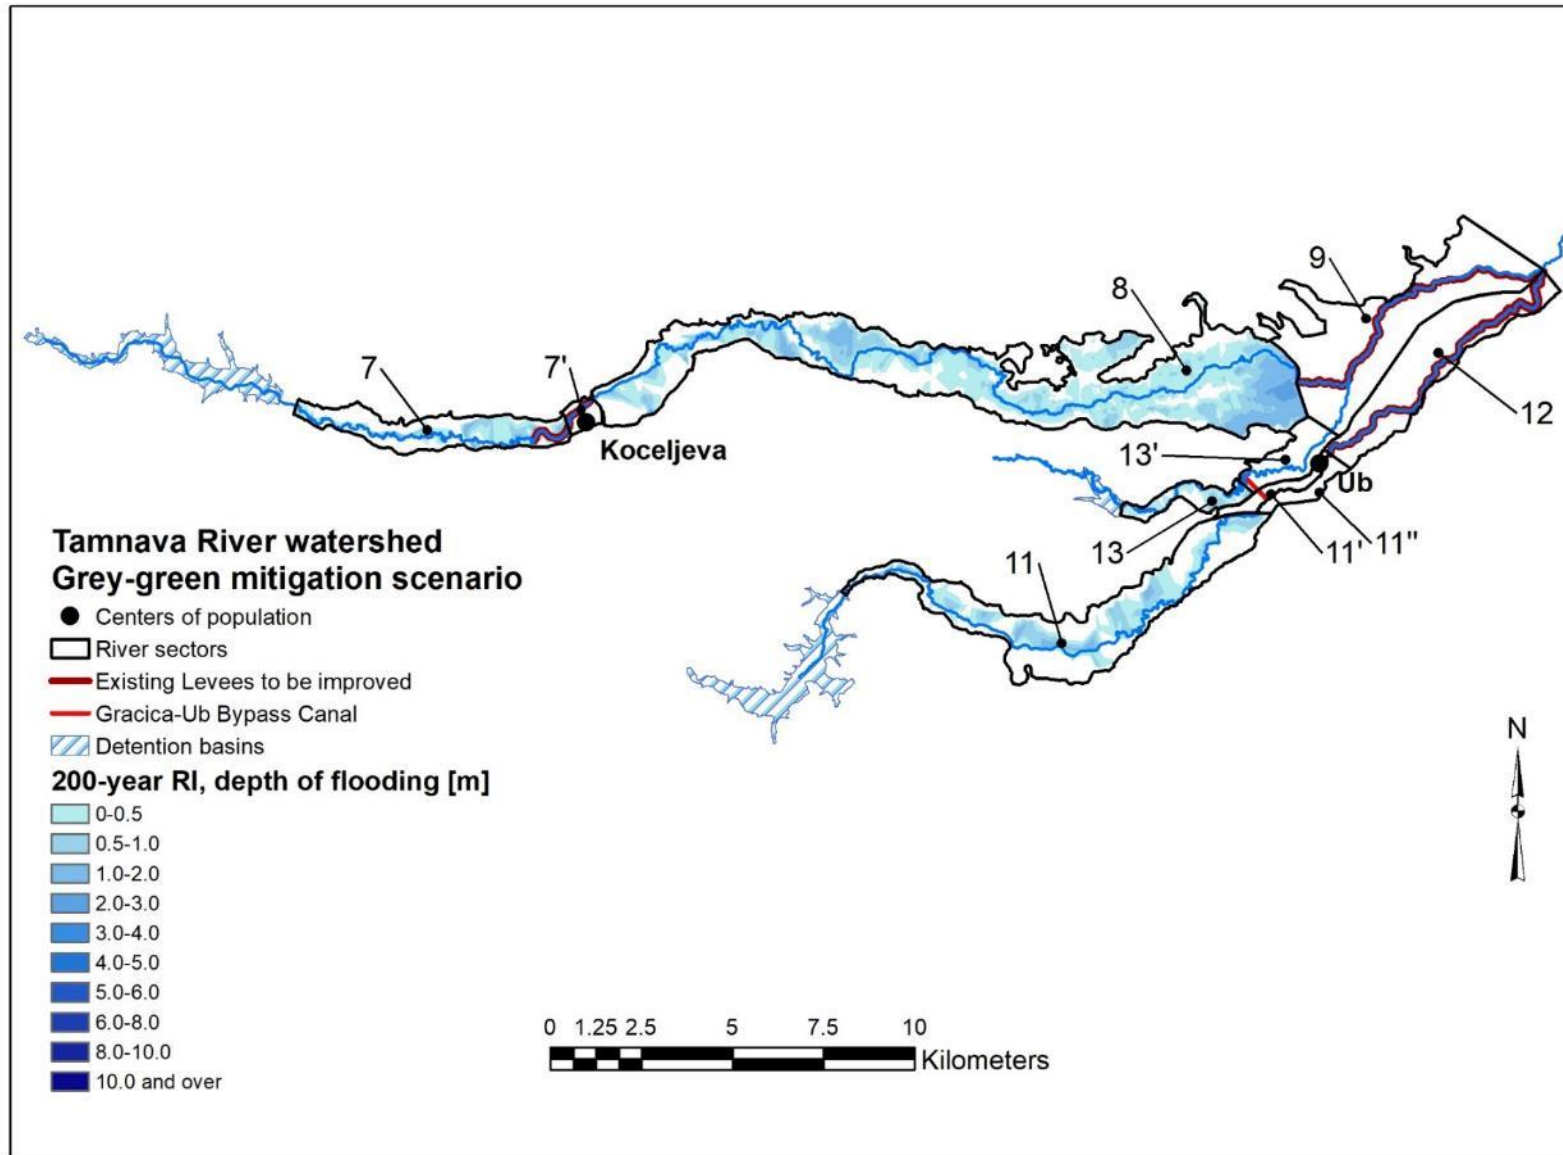 9
8
7
7'
12
Koceljeva
13'
Ub
13
11'
11"
11
Tamnava River watershed
Grey-green mitigation scenario
Centers of population
River sectors
Existing Levees to be improved
Gracica-Ub Bypass Canal
Detention basins
200-year RI, depth of flooding [m]
0-0.5
0.5-1.0
1.0-2.0
2.0-3.0
3.0-4.0
4.0-5.0
5.0-6.0
6.0-8.0
8.0-10.0
10.0 and over
N
0 1.25 2.5 5 7.5 10
Kilometers